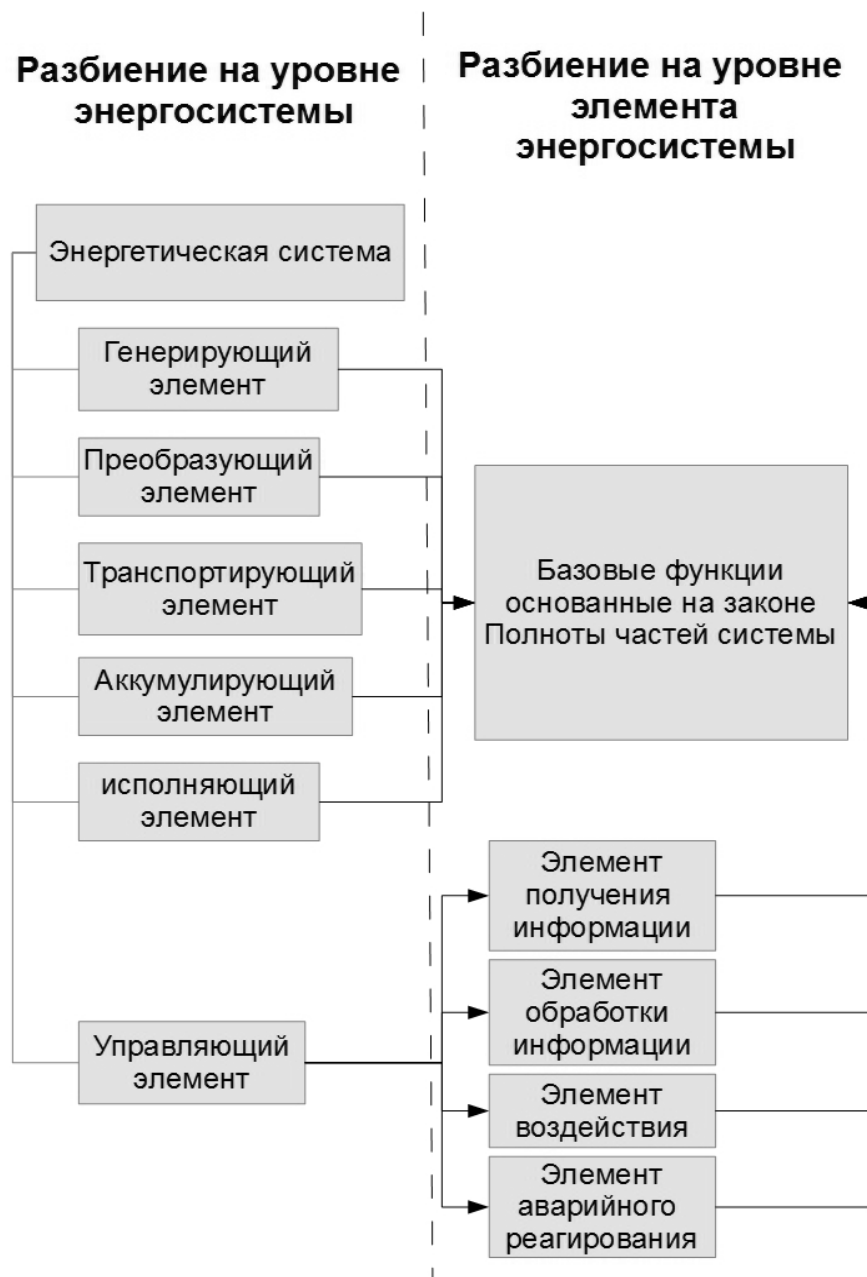 Разбиение на уровне
энергосистемы
Разбиение на уровне
элемента
энергосистемы
Энергетическая система
Генерирующий
элемент
Преобразующий
элемент
Транспортирующий
элемент
Аккумулирующий
элемент
исполняющий
элемент
Управляющий
элемент
Базовые функции
основанные на законе
Полноты частей системы
Элемент
получения
информации
Элемент
обработки
информации
Элемент
воздействия
Элемент
аварийного
реагирования